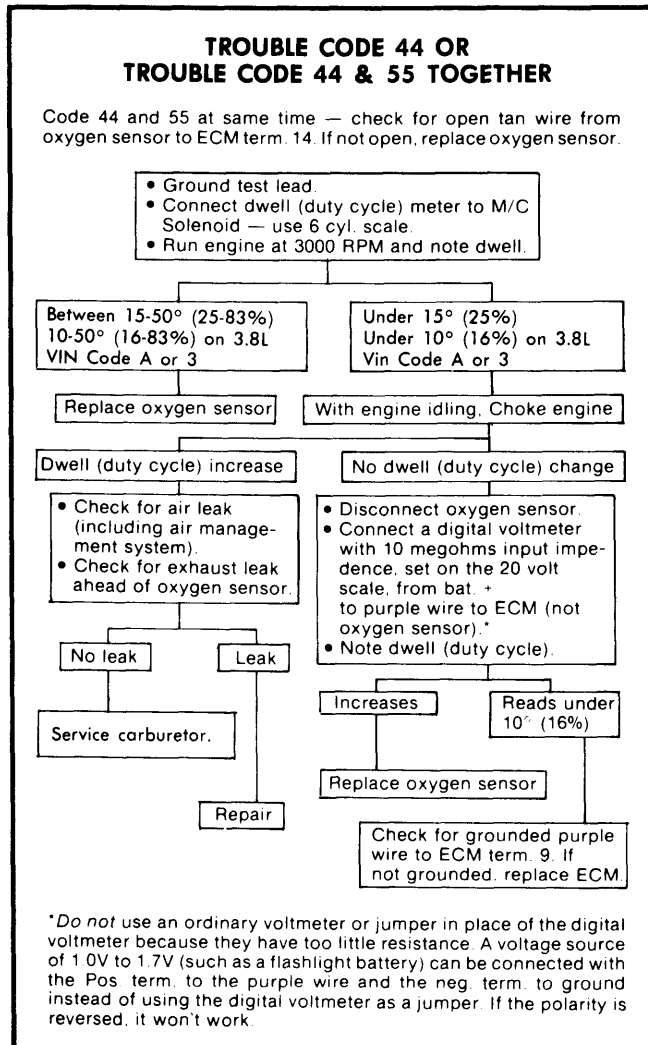 TROUBLE CODE 44 OR
TROUBLE CODE 44 & 55 TOGETHER
Code 44 and 55 at same time — check for open tan wire from
oxygen sensor to ECM term. 14. If not open, replace oxygen sensor.
• Ground test lead.
• Connect dwell (duty cycle) meter to M/C
Solenoid — use 6 cyl. scale.
• Run engine at 3000 RPM and note dwell.
Between 15-50° (25-83%)
10-50° (16-83%) on 3.8L
VIN Code A or 3
Under 15° (25%)
Under 10° (16%) on 3.8L
Vin Code A or 3
Replace oxygen sensor
With engine idling, Choke engine
Dwell (duty cycle) increase
No dwell (duty cycle) change
• Check for air leak
(including air manage-
ment system).
• Check for exhaust leak
ahead of oxygen sensor.
• Disconnect oxygen sensor.
• Connect a digital voltmeter
with 10 megohms input impe-
dence, set on the 20 volt
scale, from bat. +
to purple wire to ECM (not
oxygen sensor).*
• Note dwell (duty cycle).
No leak
Leak
Increases
Reads under
10° (16%)
Service carburetor.
Replace oxygen sensor
Repair
Check for grounded purple
wire to ECM term. 9. If
not grounded. replace ECM.
*Do not use an ordinary voltmeter or jumper in place of the digital
voltmeter because they have too little resistance. A voltage source
of 1.0V to 1.7V (such as a flashlight battery) can be connected with
the Pos. term. to the purple wire and the neg. term. to ground
instead of using the digital voltmeter as a jumper. If the polarity is
reversed, it won't work.